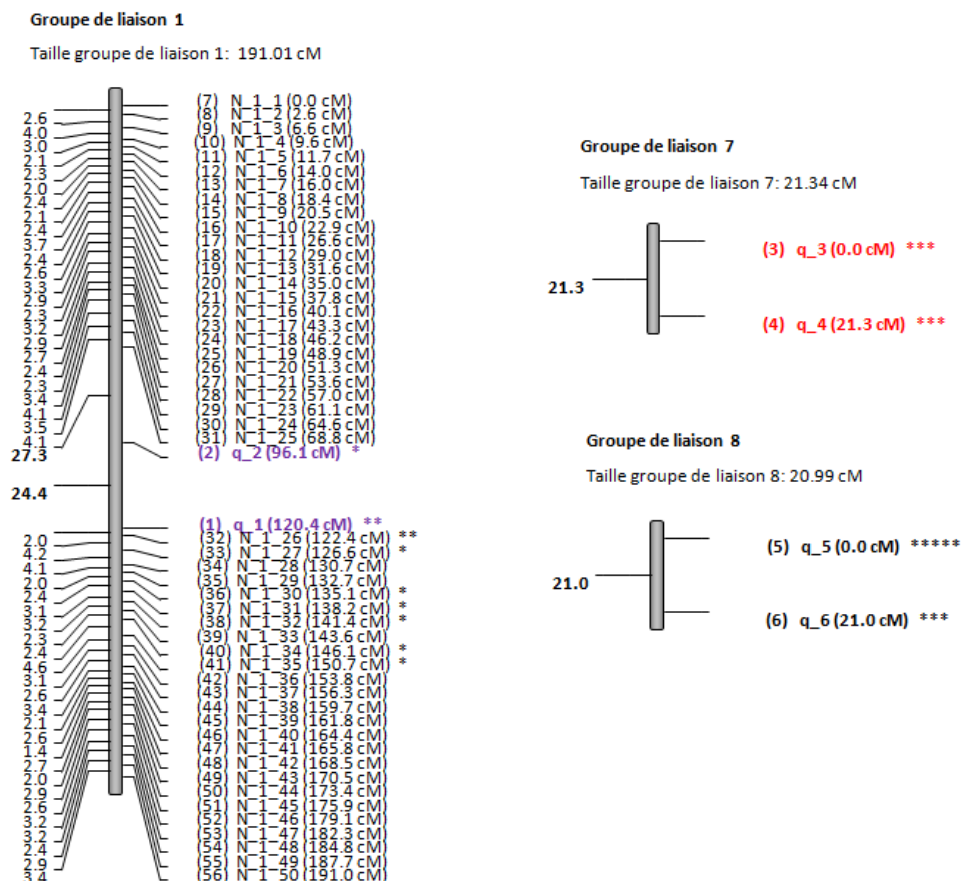 Groupe de liaison 1
Taille groupe de liaison 1: 191.01 cM
2.6
4.0
3.0
2.1
2.3
2.0
2.4
2.1
2.4
3.7
2.4
2.6
3.3
2.9
2.3
3.2
2.9
2.7
2.4
2.3
3.4
4.1
3.5
4.1
27.3
24.4
2.0
4.2
4.1
2.0
2.4
3.1
3.2
2.3
2.4
4.6
3.1
2.6
3.4
2.1
2.6
1.4
2.7
2.0
2.9
2.6
3.2
3.2
2.4
2.9
3.4
(7) N_1_1 (0.0 cM)
(8) N_1_2 (2.6 cM)
(9) N_1_3 (6.6 cM)
(10) N_1_4 (9.6 cM)
(11) N_1_5 (11.7 cM)
(12) N_1_6 (14.0 cM)
(13) N_1_7 (16.0 cM)
(14) N_1_8 (18.4 cM)
(15) N_1_9 (20.5 cM)
(16) N_1_10 (22.9 cM)
(17) N_1_11 (26.6 cM)
(18) N_1_12 (29.0 cM)
(19) N_1_13 (31.6 cM)
(20) N_1_14 (35.0 cM)
(21) N_1_15 (37.8 cM)
(22) N_1_16 (40.1 cM)
(23) N_1_17 (43.3 cM)
(24) N_1_18 (46.2 cM)
(25) N_1_19 (48.9 cM)
(26) N_1_20 (51.3 cM)
(27) N_1_21 (53.6 cM)
(28) N_1_22 (57.0 cM)
(29) N_1_23 (61.1 cM)
(30) N_1_24 (64.6 cM)
(31) N_1_25 (68.8 cM)
(2) q_2 (96.1 cM) *
(1) q_1 (120.4 cM) **
(32) N_1_26 (122.4 cM) **
(33) N_1_27 (126.6 cM) *
(34) N_1_28 (130.7 cM)
(35) N_1_29 (132.7 cM)
(36) N_1_30 (135.1 cM) *
(37) N_1_31 (138.2 cM) *
(38) N_1_32 (141.4 cM) *
(39) N_1_33 (143.6 cM)
(40) N_1_34 (146.1 cM) *
(41) N_1_35 (150.7 cM) *
(42) N_1_36 (153.8 cM)
(43) N_1_37 (156.3 cM)
(44) N_1_38 (159.7 cM)
(45) N_1_39 (161.8 cM)
(46) N_1_40 (164.4 cM)
(47) N_1_41 (165.8 cM)
(48) N_1_42 (168.5 cM)
(49) N_1_43 (170.5 cM)
(50) N_1_44 (173.4 cM)
(51) N_1_45 (175.9 cM)
(52) N_1_46 (179.1 cM)
(53) N_1_47 (182.3 cM)
(54) N_1_48 (184.8 cM)
(55) N_1_49 (187.7 cM)
(56) N_1_50 (191.0 cM)
Groupe de liaison 7
Taille groupe de liaison 7: 21.34 cM
21.3
(3) q_3 (0.0 cM) ***
(4) q_4 (21.3 cM) ***
Groupe de liaison 8
Taille groupe de liaison 8: 20.99 cM
21.0
(5) q_5 (0.0 cM) *****
(6) q_6 (21.0 cM) ***